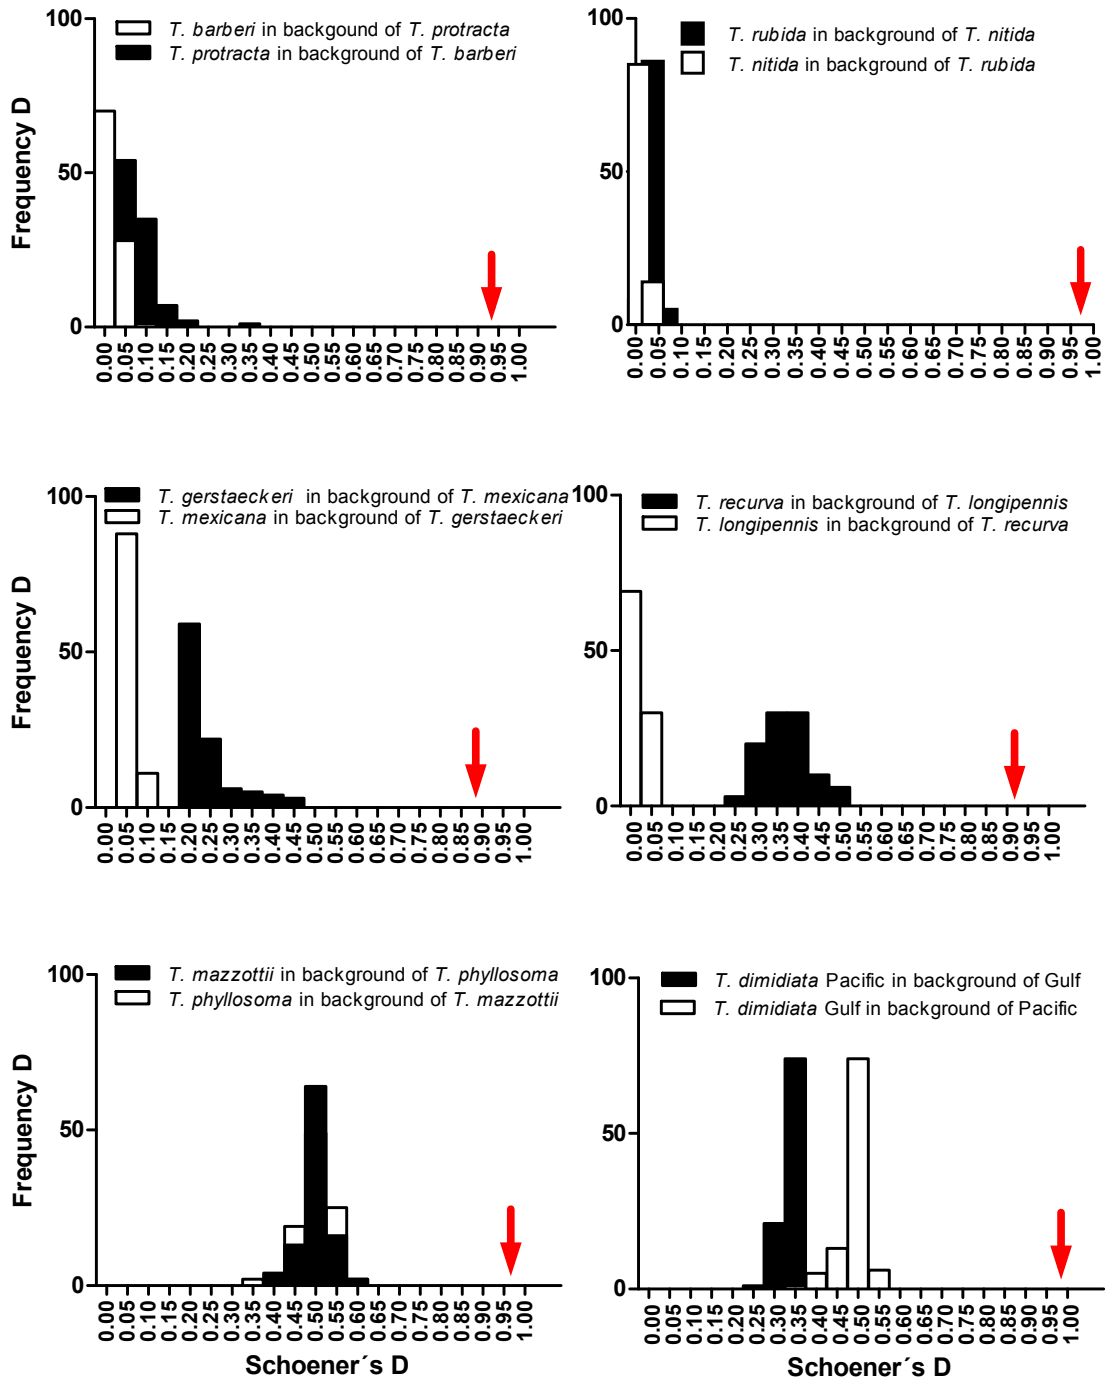 T. barberi in backgound of T. protracta
T. protracta in background of T. barberi
100
50
0
Frequency D
0.00 0.05 0.10 0.15 0.20 0.25 0.30 0.35 0.40 0.45 0.50 0.55 0.60 0.65 0.70 0.75 0.80 0.85 0.90 0.95 1.00
T. rubida in background of T. nitida
T. nitida in background of T. rubida
100
50
0
0.00 0.05 0.10 0.15 0.20 0.25 0.30 0.35 0.40 0.45 0.50 0.55 0.60 0.65 0.70 0.75 0.80 0.85 0.90 0.95 1.00
T. gerstaeckeri in background of T. mexicana
T. mexicana in background of T. gerstaeckeri
100
50
0
Frequency D
0.00 0.05 0.10 0.15 0.20 0.25 0.30 0.35 0.40 0.45 0.50 0.55 0.60 0.65 0.70 0.75 0.80 0.85 0.90 0.95 1.00
T. recurva in background of T. longipennis
T. longipennis in background of T. recurva
100
50
0
0.00 0.05 0.10 0.15 0.20 0.25 0.30 0.35 0.40 0.45 0.50 0.55 0.60 0.65 0.70 0.75 0.80 0.85 0.90 0.95 1.00
T. mazzottii in background of T. phyllosoma
T. phyllosoma in background of T. mazzottii
100
50
0
Frequency D
0.00 0.05 0.10 0.15 0.20 0.25 0.30 0.35 0.40 0.45 0.50 0.55 0.60 0.65 0.70 0.75 0.80 0.85 0.90 0.95 1.00
Schoener´s D
T. dimidiata Pacific in background of Gulf
T. dimidiata Gulf in background of Pacific
100
50
0
0.00 0.05 0.10 0.15 0.20 0.25 0.30 0.35 0.40 0.45 0.50 0.55 0.60 0.65 0.70 0.75 0.80 0.85 0.90 0.95 1.00
Schoener´s D